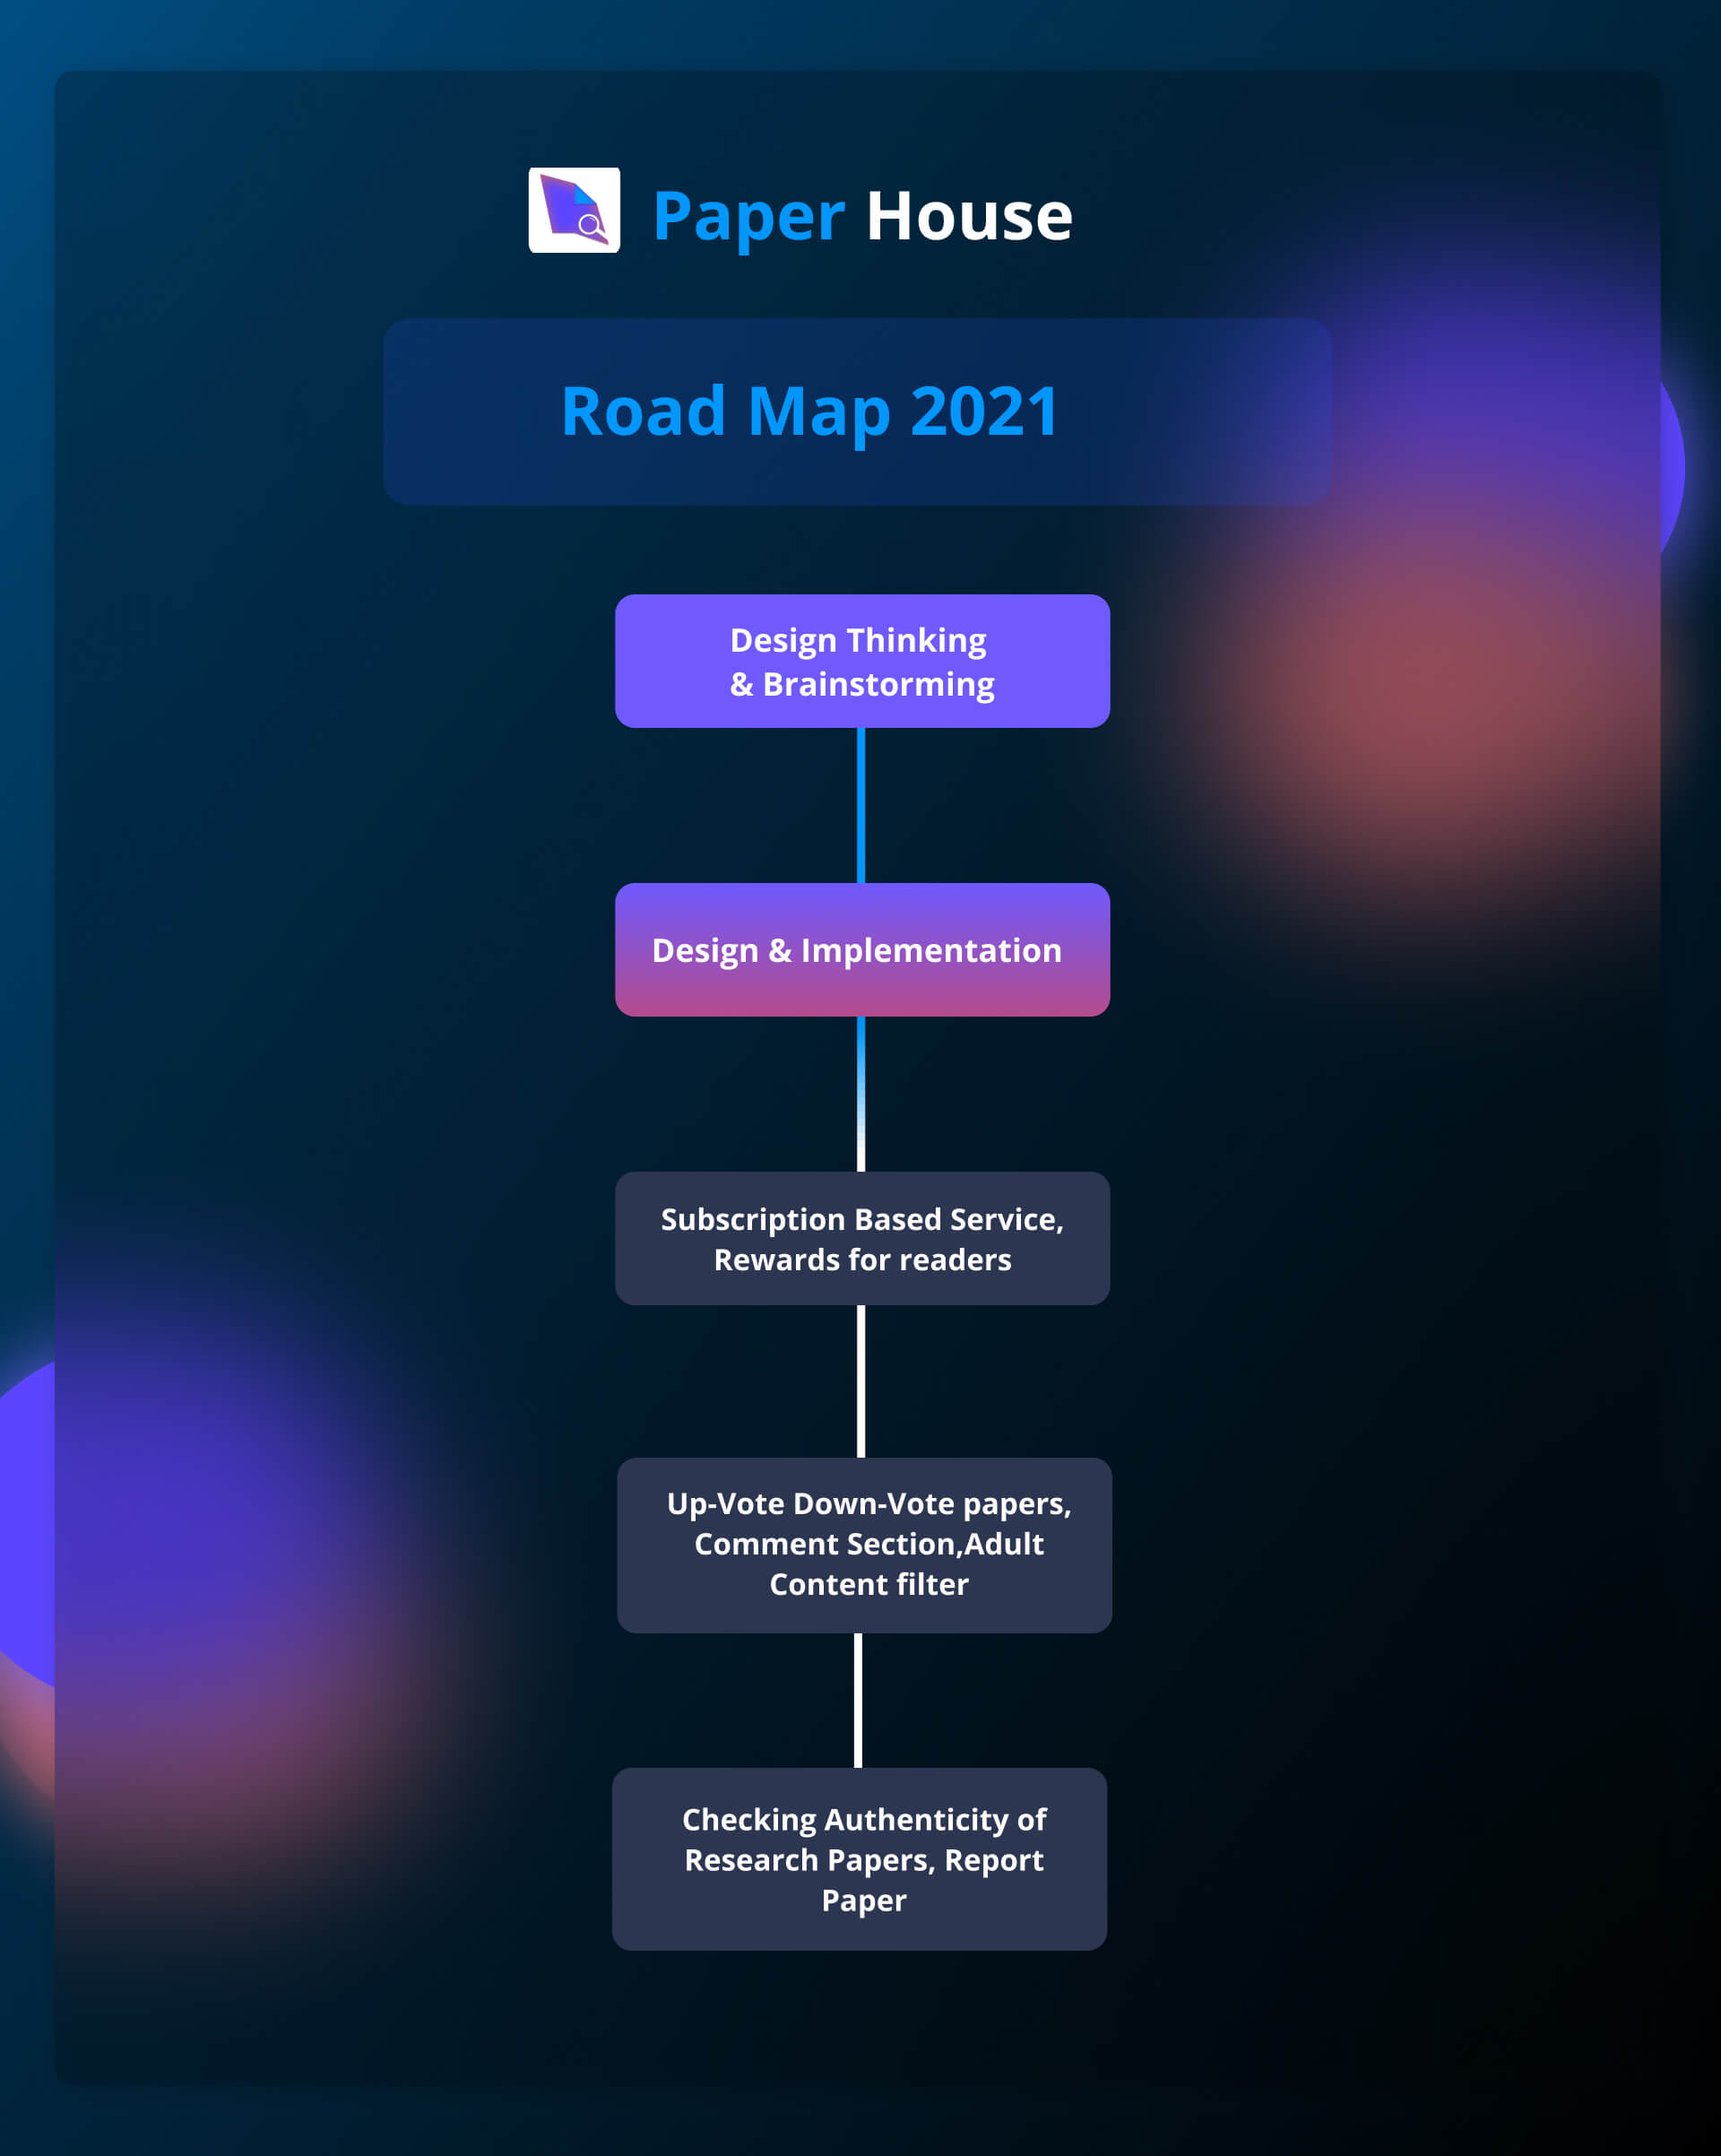 Paper House
Road Map 2021
Design Thinking
& Brainstorming
Design & Implementation
Subscription Based Service,
Rewards for readers
Up-Vote Down-Vote papers,
Comment Section,Adult
Content filter
Checking Authenticity of
Research Papers, Report
Paper